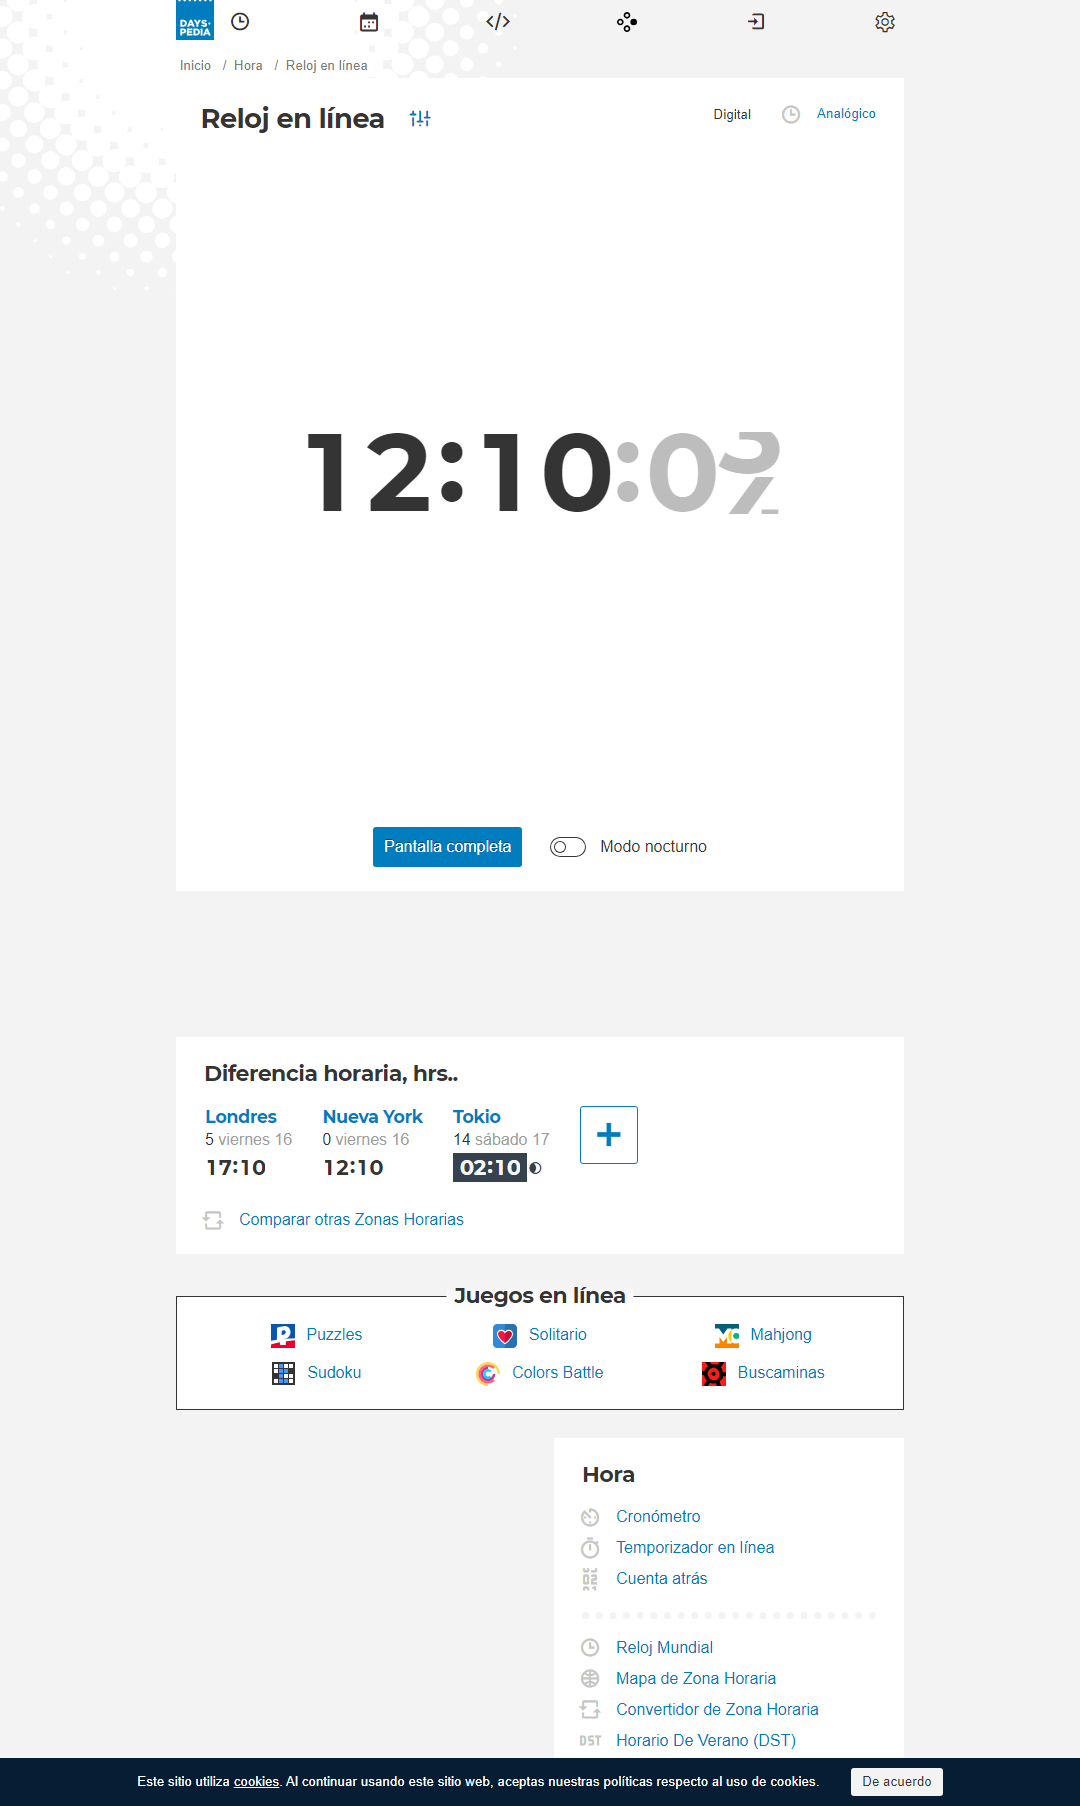 DAYS·
PEDIA
Inicio / Hora / Reloj en línea
Reloj en línea
Digital
Analógico
12:10:0
Pantalla completa
Modo nocturno
Diferencia horaria, hrs..
Londres
5 viernes 16
17:10
Nueva York
0 viernes 16
12:10
Tokio
14 sábado 17
02:10
Comparar otras Zonas Horarias
Juegos en línea
Puzzles
Solitario
Mahjong
Sudoku
Colors Battle
Buscaminas
Hora
Cronómetro
Temporizador en línea
Cuenta atrás
Reloj Mundial
Mapa de Zona Horaria
Convertidor de Zona Horaria
DST Horario De Verano (DST)
Este sitio utiliza cookies. Al continuar usando este sitio web, aceptas nuestras políticas respecto al uso de cookies.
De acuerdo